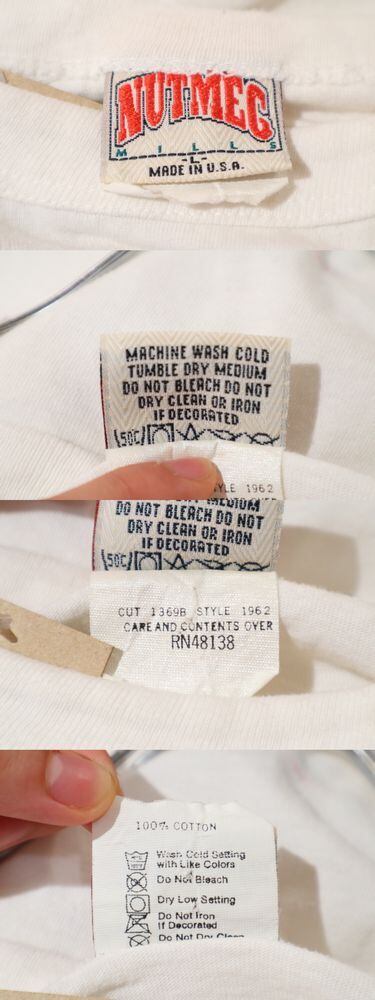 NUTMEG
MILLS
-L-
MADE IN U.S.A.
MACHINE WASH COLD
TUMBLE DRY MEDIUM
DO NOT BLEACH DO NOT
DRY CLEAN OR IRON
IF DECORATED
50C
STYLE 1962
DO NOT BLEACH DO NOT
DRY CLEAN OR IRON
IF DECORATED
50C
CUT 1369B STYLE 1962
CARE AND CONTENTS OVER
RN48138
100% COTTON
Wash Cold Setting
with Like Colors
Do Not Bleach
Dry Low Setting
Do Not Iron
If Decorated
Do Not Dry Clean